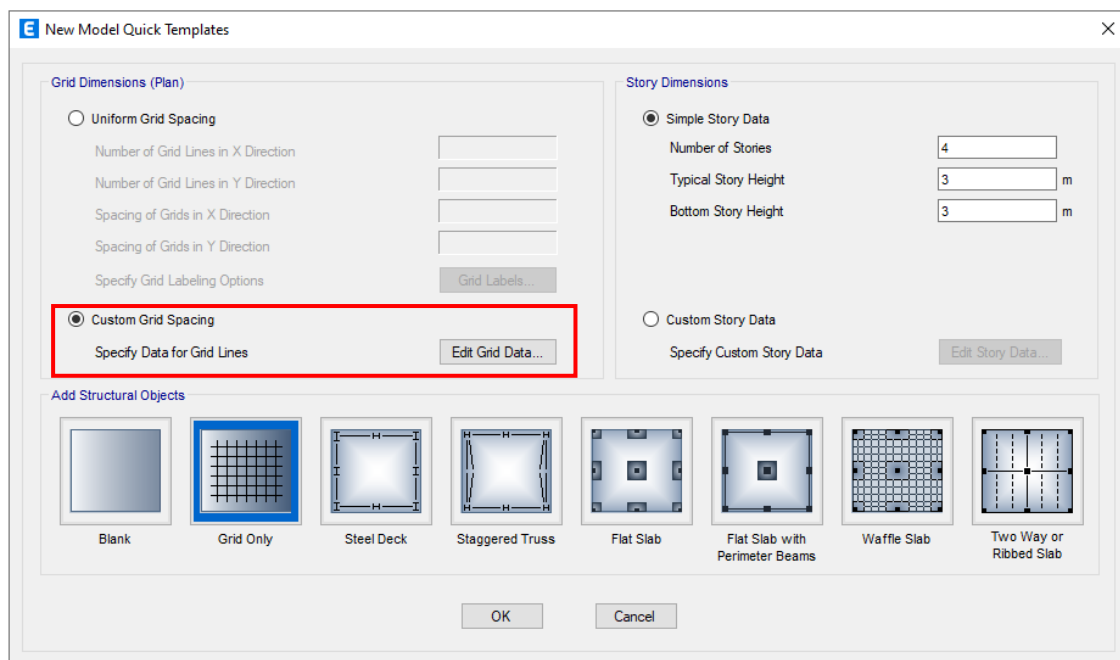 E New Model Quick Templates
Grid Dimensions (Plan)
Uniform Grid Spacing
Number of Grid Lines in X Direction
Number of Grid Lines in Y Direction
Spacing of Grids in X Direction
Spacing of Grids in Y Direction
Specify Grid Labeling Options Grid Labels...
Custom Grid Spacing
Specify Data for Grid Lines Edit Grid Data...
Story Dimensions
Simple Story Data
Number of Stories 4
Typical Story Height 3 m
Bottom Story Height 3 m
Custom Story Data
Specify Custom Story Data Edit Story Data...
Add Structural Objects
Blank
Grid Only
Steel Deck
Staggered Truss
Flat Slab
Flat Slab with
Perimeter Beams
Waffle Slab
Two Way or
Ribbed Slab
OK Cancel